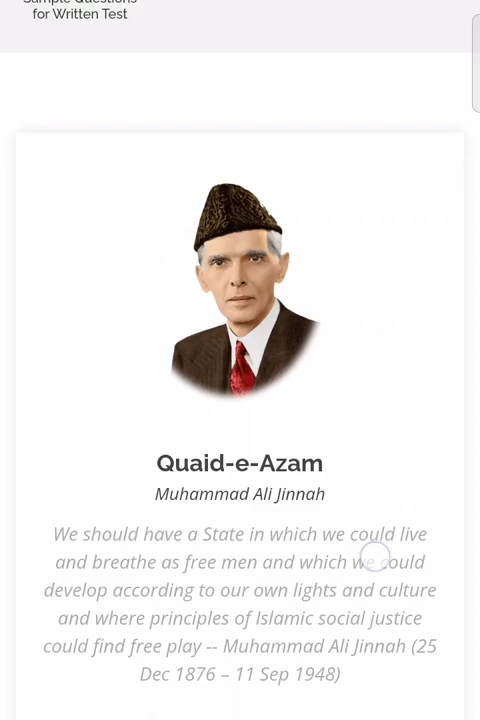 Sample Questions
for Written Test
Quaid-e-Azam
Muhammad Ali Jinnah
We should have a State in which we could live
and breathe as free men and which we could
develop according to our own lights and culture
and where principles of Islamic social justice
could find free play -- Muhammad Ali Jinnah (25
Dec 1876 – 11 Sep 1948)